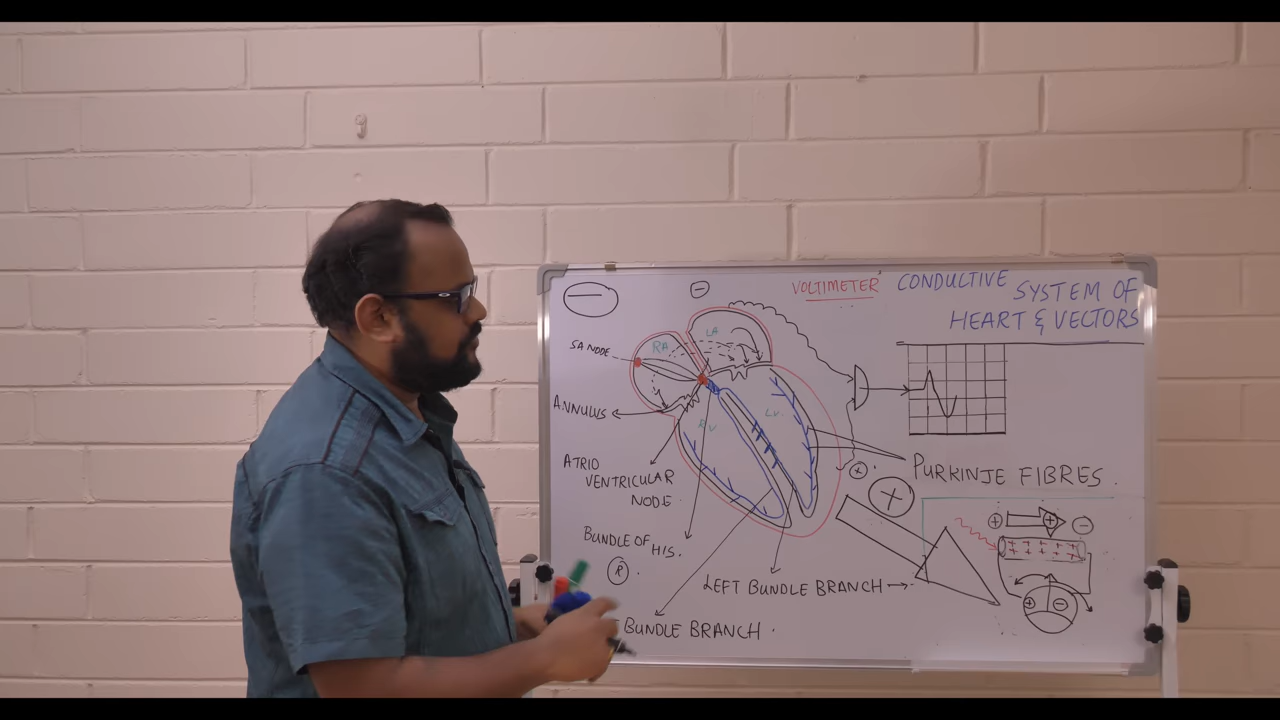 VOLTIMETER
CONDUCTIVE SYSTEM OF
HEART & VECTORS
SA NODE
RA
LA
ANNULUS
RV
LV
ATRIO
VENTRICULAR
NODE
PURKINJE FIBRES
BUNDLE OF HIS.
R
LEFT BUNDLE BRANCH
BUNDLE BRANCH